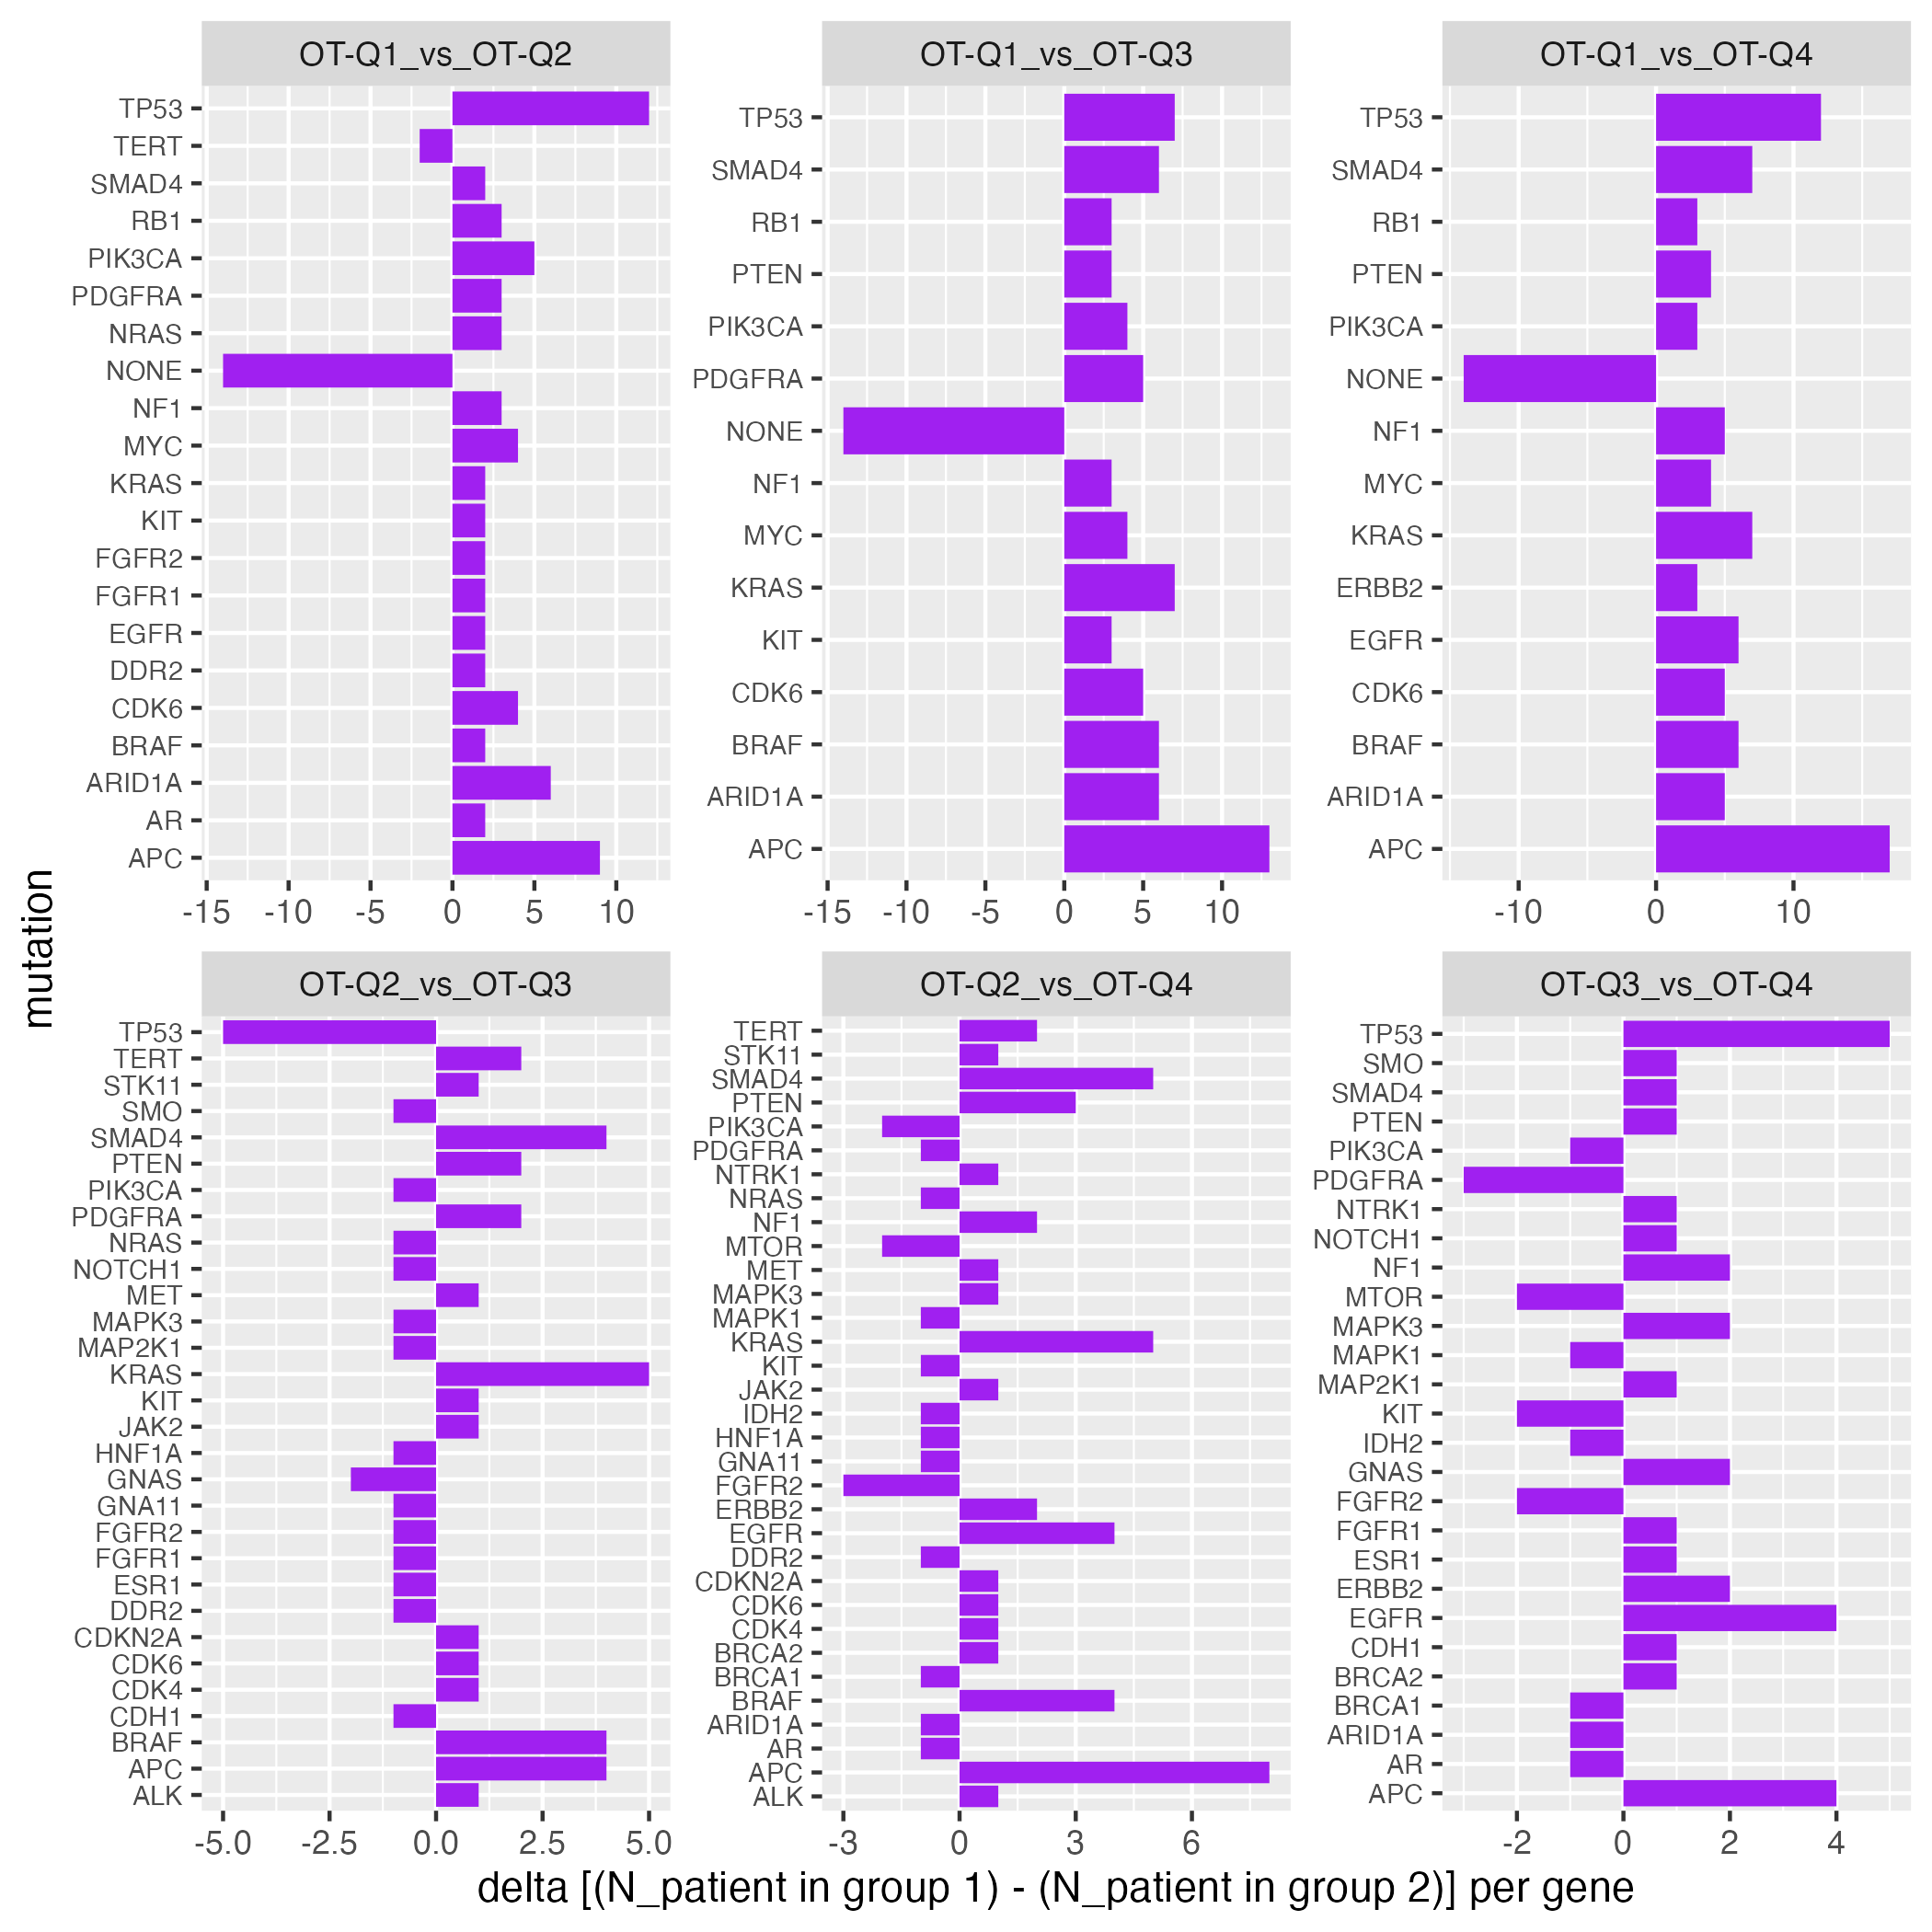 OT-Q1_vs_OT-Q2
TP53
TERT
SMAD4
RB1
PIK3CA
PDGFRA
NRAS
NONE
NF1
MYC
KRAS
KIT
FGFR2
FGFR1
EGFR
DDR2
CDK6
BRAF
ARID1A
AR
APC
-15 -10 -5 0 5 10
OT-Q1_vs_OT-Q3
TP53
SMAD4
RB1
PTEN
PIK3CA
PDGFRA
NONE
NF1
MYC
KRAS
KIT
CDK6
BRAF
ARID1A
APC
-15 -10 -5 0 5 10
OT-Q1_vs_OT-Q4
TP53
SMAD4
RB1
PTEN
PIK3CA
NONE
NF1
MYC
KRAS
ERBB2
EGFR
CDK6
BRAF
ARID1A
APC
-10 0 10
mutation
OT-Q2_vs_OT-Q3
TP53
TERT
STK11
SMO
SMAD4
PTEN
PIK3CA
PDGFRA
NRAS
NOTCH1
MET
MAPK3
MAP2K1
KRAS
KIT
JAK2
HNF1A
GNAS
GNA11
FGFR2
FGFR1
ESR1
DDR2
CDKN2A
CDK6
CDK4
CDH1
BRAF
APC
ALK
-5.0 -2.5 0.0 2.5 5.0
OT-Q2_vs_OT-Q4
TERT
STK11
SMAD4
PTEN
PIK3CA
PDGFRA
NTRK1
NRAS
NF1
MTOR
MET
MAPK3
MAPK1
KRAS
KIT
JAK2
IDH2
HNF1A
GNA11
FGFR2
ERBB2
EGFR
DDR2
CDKN2A
CDK6
CDK4
BRCA2
BRCA1
BRAF
ARID1A
AR
APC
ALK
-3 0 3 6
OT-Q3_vs_OT-Q4
TP53
SMO
SMAD4
PTEN
PIK3CA
PDGFRA
NTRK1
NOTCH1
NF1
MTOR
MAPK3
MAPK1
MAP2K1
KIT
IDH2
GNAS
FGFR2
FGFR1
ESR1
ERBB2
EGFR
CDH1
BRCA2
BRCA1
ARID1A
AR
APC
-2 0 2 4
delta [(N_patient in group 1) - (N_patient in group 2)] per gene